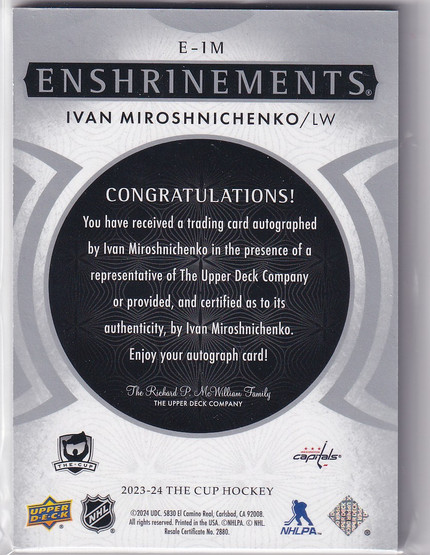 E-IM
ENSHRINEMENTS®
IVAN MIROSHNICHENKO/LW
CONGRATULATIONS!
You have received a trading card autographed
by Ivan Miroshnichenko in the presence of a
representative of The Upper Deck Company
or provided, and certified as to its
authenticity, by Ivan Miroshnichenko.
Enjoy your autograph card!
The Richard P. McWilliam Family
THE UPPER DECK COMPANY
THE·CUP
capitals
2023-24 THE CUP HOCKEY
UPPER DECK
NHL
©2024 UDC. 5830 El Camino Real, Carlsbad, CA 92008.
All rights reserved. Printed in the USA. ©NHLPA. © NHL.
Resale Certificate No. 2880.
NHLPA